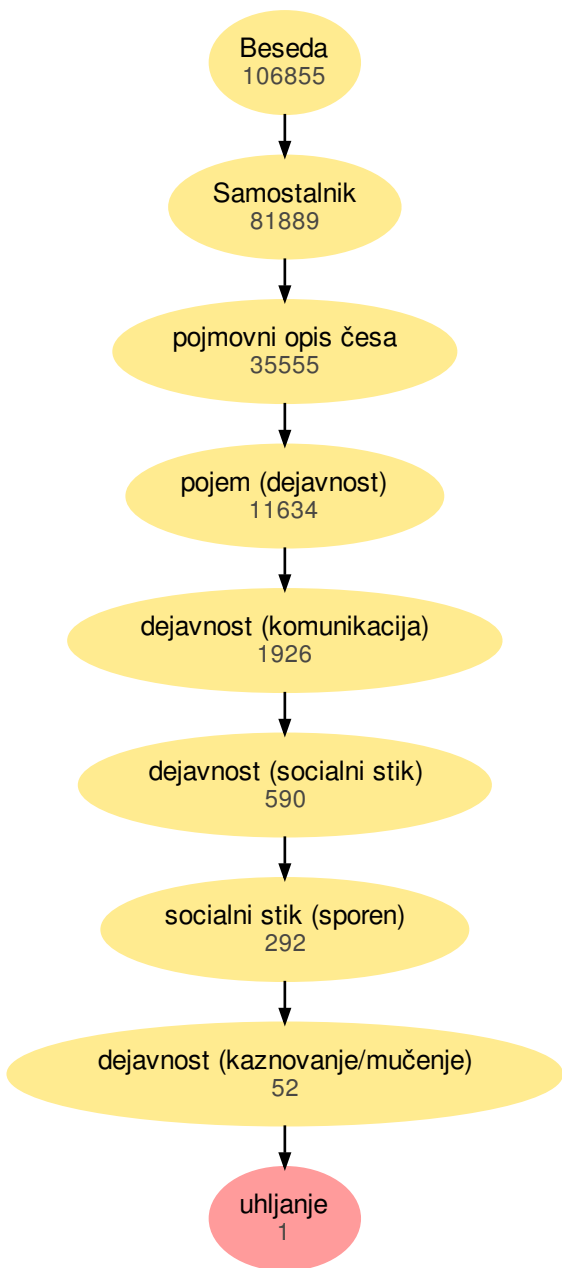 Beseda
106855
Samostalnik
81889
pojmovni opis česa
35555
pojem (dejavnost)
11634
dejavnost (komunikacija)
1926
dejavnost (socialni stik)
590
socialni stik (sporen)
292
dejavnost (kaznovanje/mučenje)
52
uhljanje
1